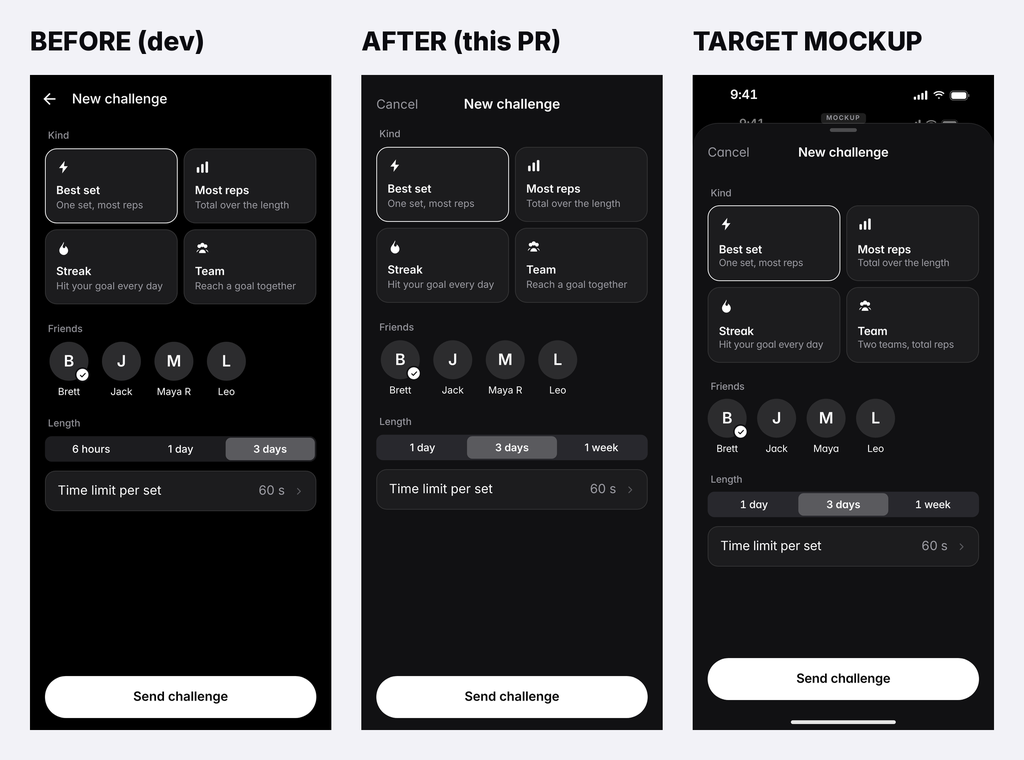 BEFORE (dev)
New challenge
Kind
Best set
One set, most reps
Most reps
Total over the length
Streak
Hit your goal every day
Team
Reach a goal together
Friends
B
J
M
L
Brett
Jack
Maya R
Leo
Length
6 hours
1 day
3 days
Time limit per set
60 s
Send challenge
AFTER (this PR)
Cancel
New challenge
Kind
Best set
One set, most reps
Most reps
Total over the length
Streak
Hit your goal every day
Team
Reach a goal together
Friends
B
J
M
L
Brett
Jack
Maya R
Leo
Length
1 day
3 days
1 week
Time limit per set
60 s
Send challenge
TARGET MOCKUP
9:41
9:41
MOCKUP
Cancel
New challenge
Kind
Best set
One set, most reps
Most reps
Total over the length
Streak
Hit your goal every day
Team
Two teams, total reps
Friends
B
J
M
L
Brett
Jack
Maya
Leo
Length
1 day
3 days
1 week
Time limit per set
60 s
Send challenge